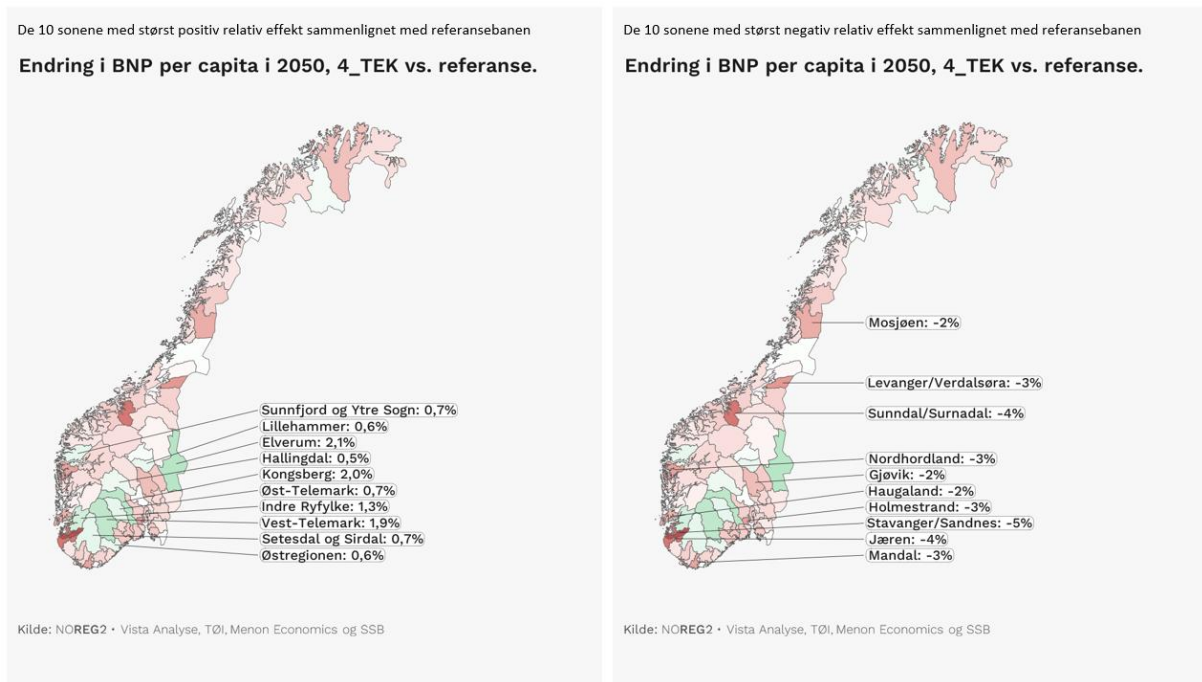 De 10 sonene med størst positiv relativ effekt sammenlignet med referansebanen
Endring i BNP per capita i 2050, 4_TEK vs. referanse.
Sunnfjord og Ytre Sogn: 0,7%
Lillehammer: 0,6%
Elverum: 2,1%
Hallingdal: 0,5%
Kongsberg: 2,0%
Øst-Telemark: 0,7%
Indre Ryfylke: 1,3%
Vest-Telemark: 1,9%
Setesdal og Sirdal: 0,7%
Østregionen: 0,6%
Kilde: NOREG2 • Vista Analyse, TØI, Menon Economics og SSB
De 10 sonene med størst negativ relativ effekt sammenlignet med referansebanen
Endring i BNP per capita i 2050, 4_TEK vs. referanse.
Mosjøen: -2%
Levanger/Verdalsøra: -3%
Sunndal/Surnadal: -4%
Nordhordland: -3%
Gjøvik: -2%
Haugaland: -2%
Holmestrand: -3%
Stavanger/Sandnes: -5%
Jæren: -4%
Mandal: -3%
Kilde: NOREG2 • Vista Analyse, TØI, Menon Economics og SSB